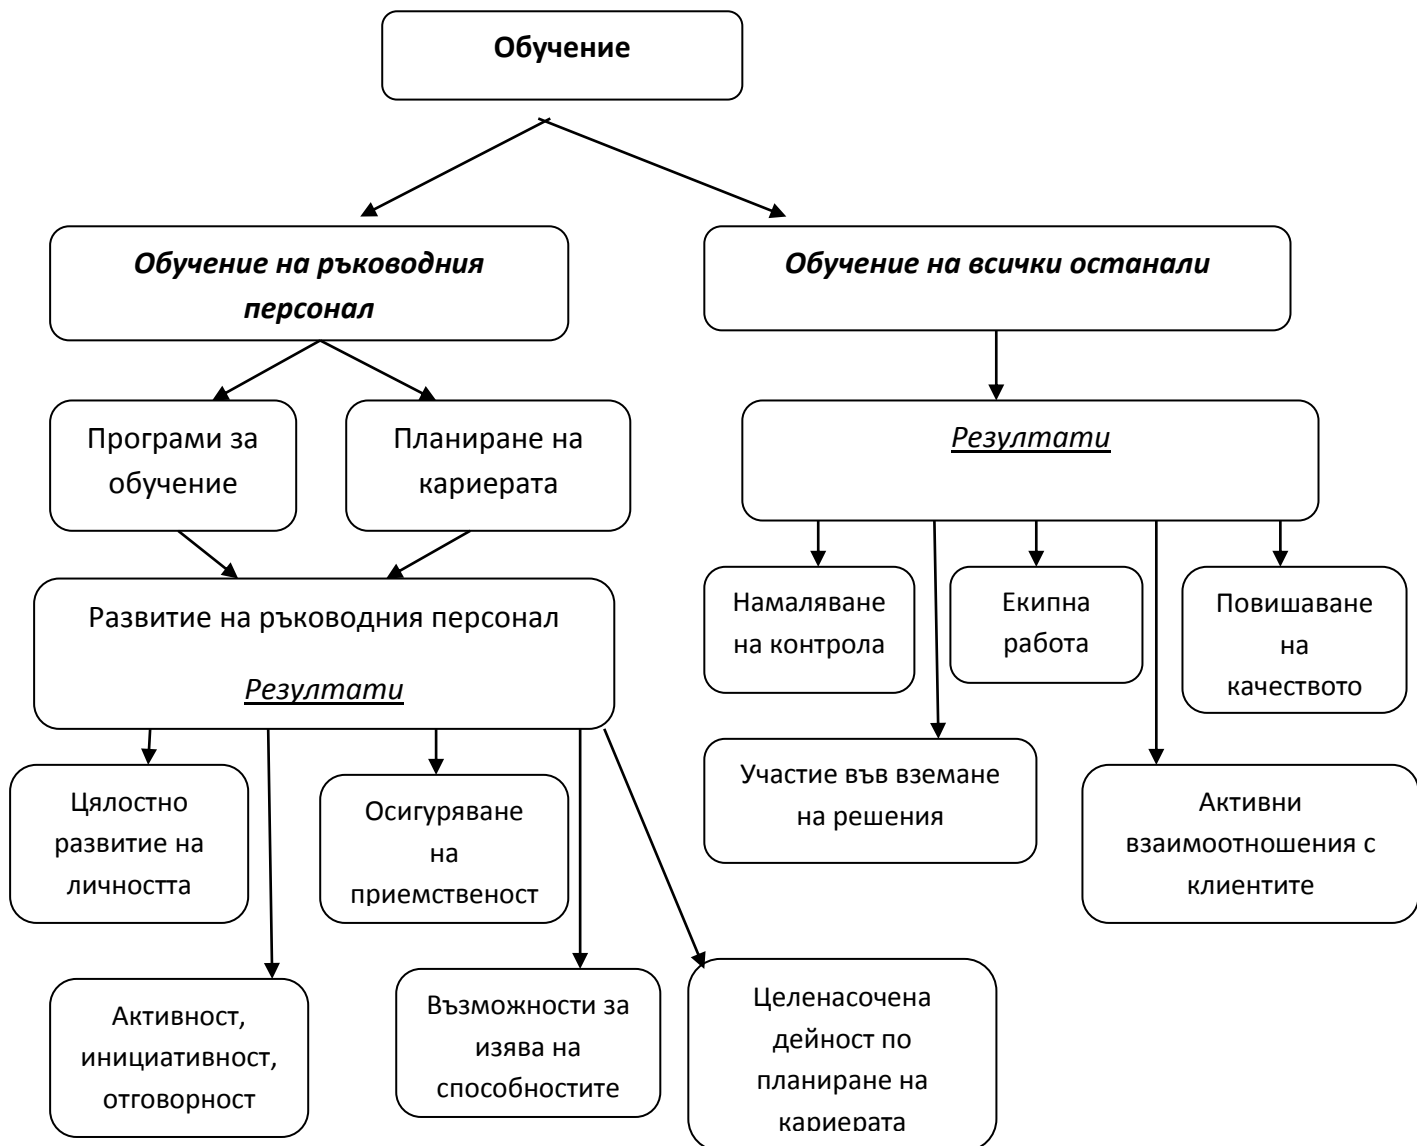 Обучение
Обучение на ръководния
персонал
Обучение на всички останали
Програми за
обучение
Планиране на
кариерата
Резултати
Развитие на ръководния персонал
Резултати
Намаляване
на контрола
Екипна
работа
Повишаване
на
качеството
Участие във вземане
на решения
Активни
взаимоотношения с
клиентите
Цялостно
развитие на
личността
Осигуряване
на
приемственост
Активност,
инициативност,
отговорност
Възможности за
изява на
способностите
Целенасочена
дейност по
планиране на
кариерата